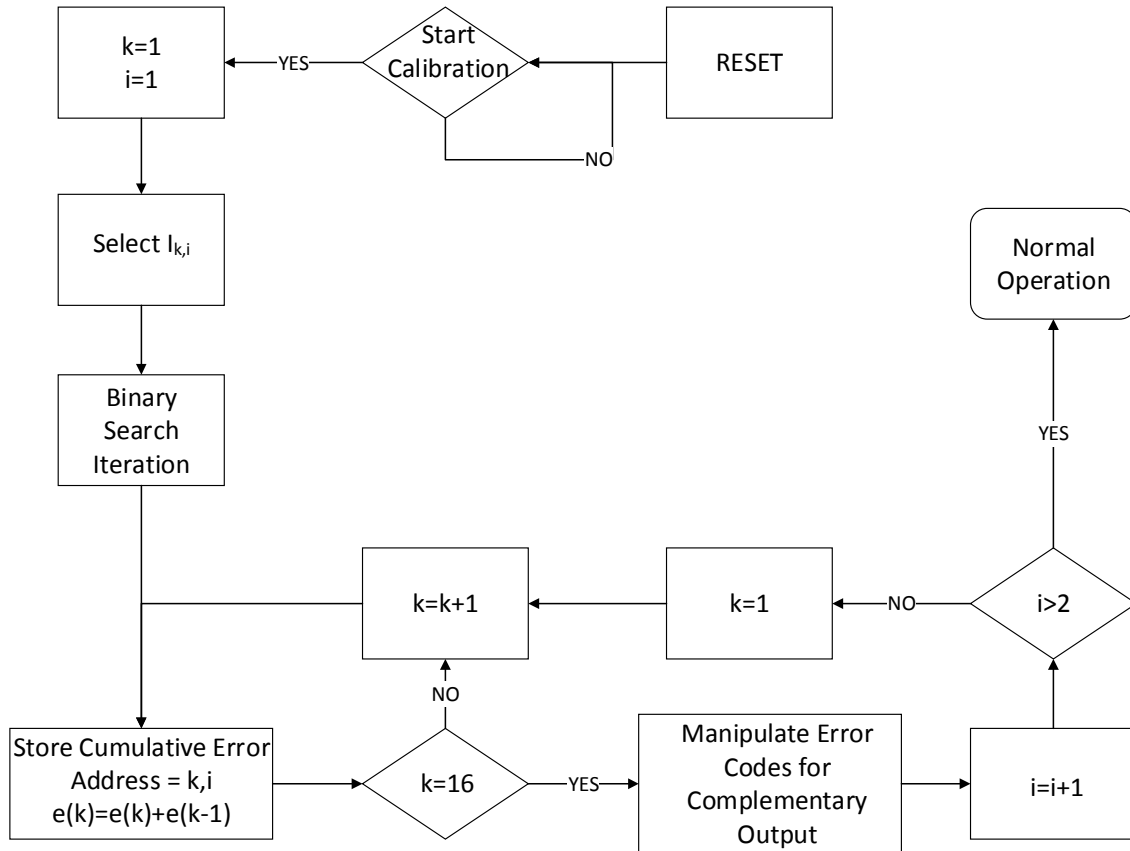 k=1
i=1
YES
Start
Calibration
RESET
NO
Select Ik,i
Normal
Operation
Binary
Search
Iteration
YES
k=k+1
k=1
NO
i>2
NO
Store Cumulative Error
Address = k,i
e(k)=e(k)+e(k-1)
k=16
YES
Manipulate Error
Codes for
Complementary
Output
i=i+1